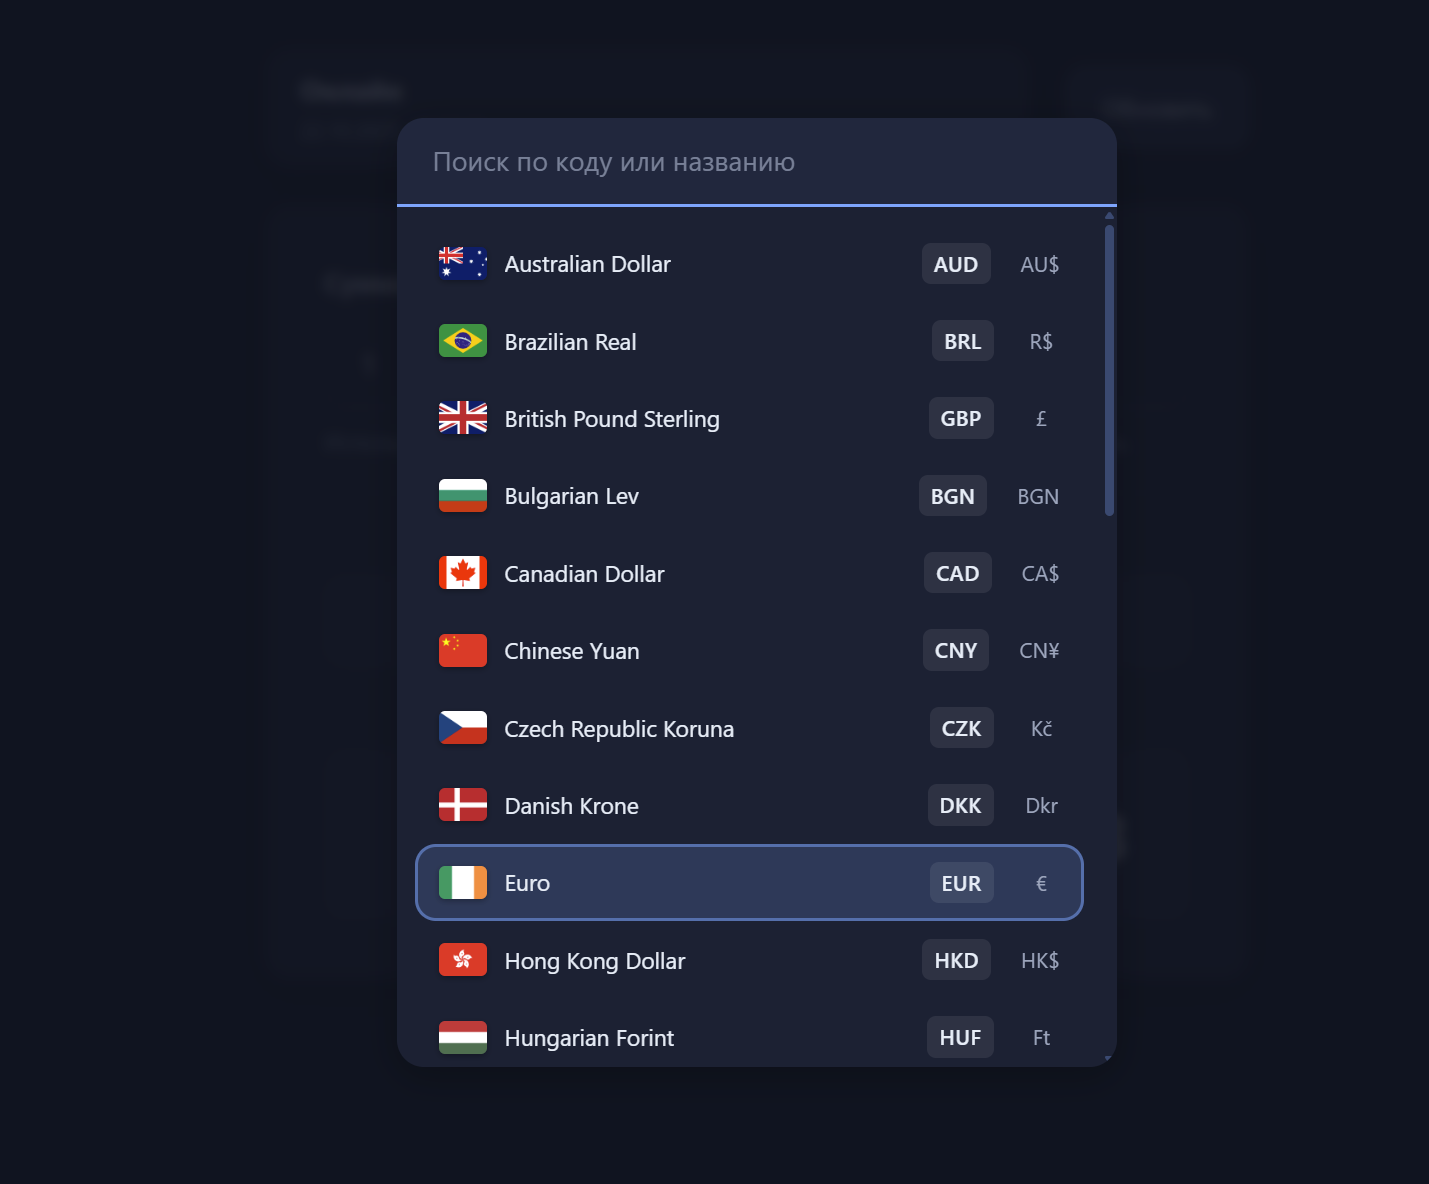 Поиск по коду или названию
Australian Dollar AUD AU$
Brazilian Real BRL R$
British Pound Sterling GBP £
Bulgarian Lev BGN BGN
Canadian Dollar CAD CA$
Chinese Yuan CNY CN¥
Czech Republic Koruna CZK Kč
Danish Krone DKK Dkr
Euro EUR €
Hong Kong Dollar HKD HK$
Hungarian Forint HUF Ft